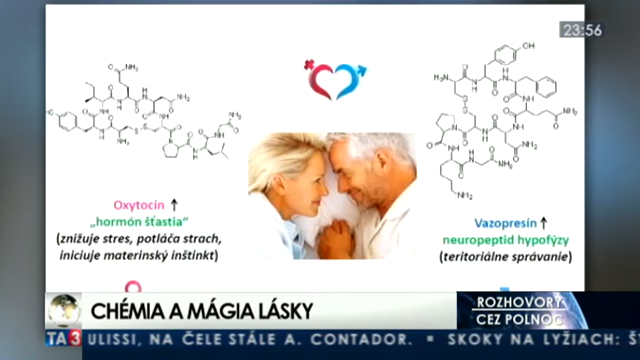 23:56
Oxytocín ↑
„hormón šťastia“
(znižuje stres, potláča strach,
iniciuje materinský inštinkt)
Vazopresín ↑
neuropeptid hypofýzy
(teritoriálne správanie)
CHÉMIA A MÁGIA LÁSKY
ROZHOVORY
CEZ POLNOC
TA3 ULISSI, NA ČELE STÁLE A. CONTADOR. SKOKY NA LYŽIACH: Š